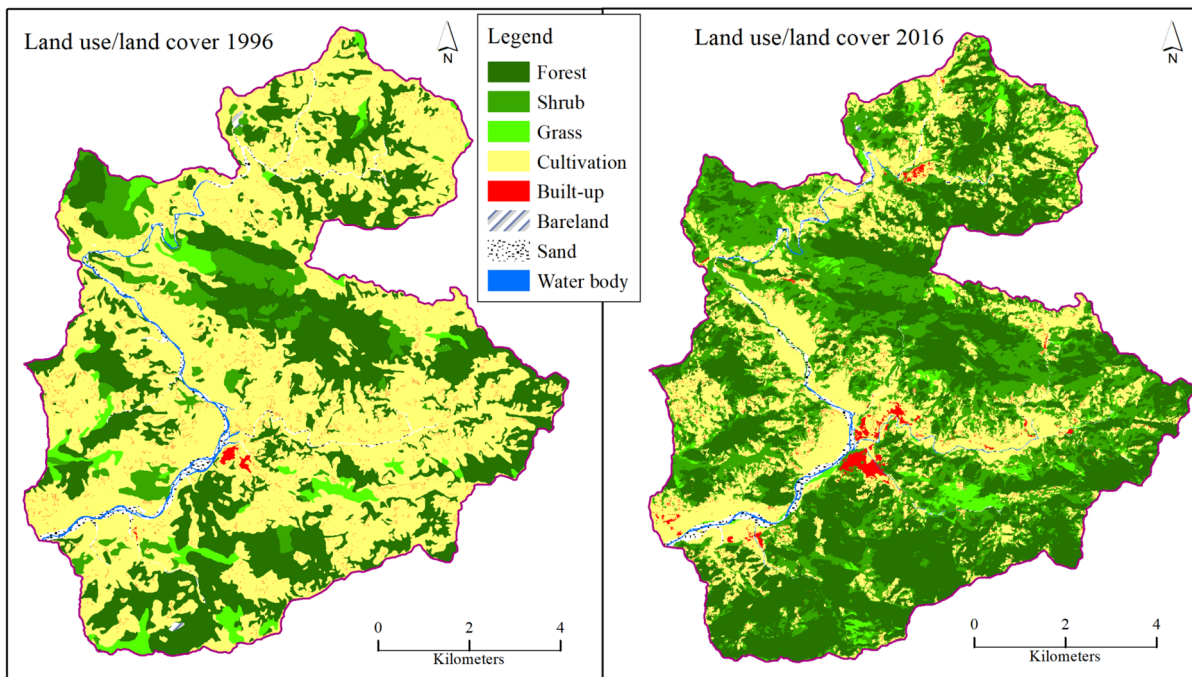 Land use/land cover 1996
N
Legend
Forest
Shrub
Grass
Cultivation
Built-up
Bareland
Sand
Water body
Land use/land cover 2016
N
0 2 4
Kilometers
0 2 4
Kilometers